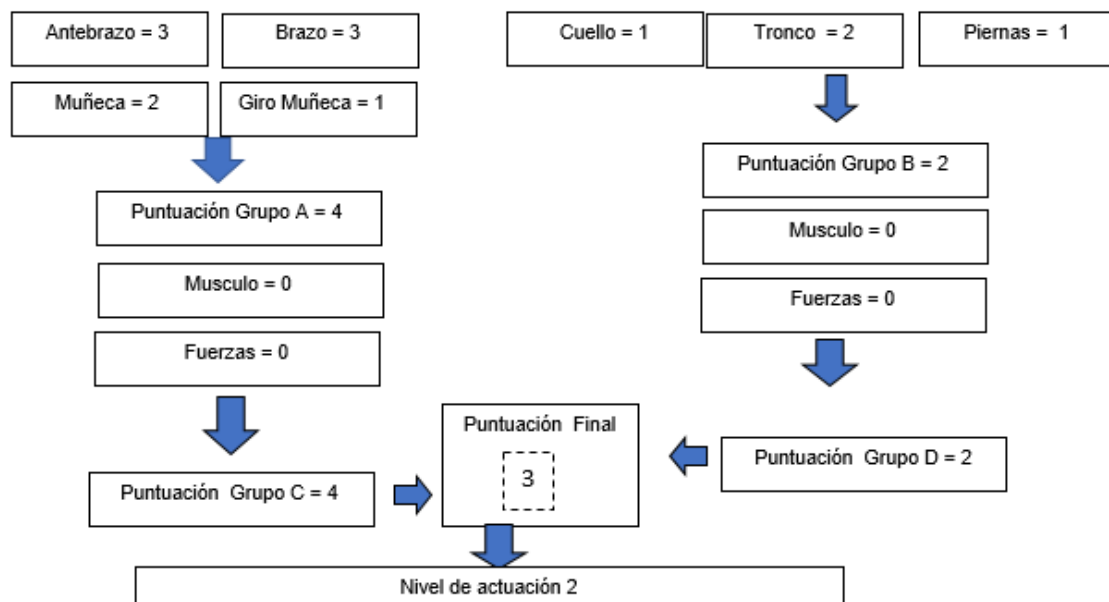 Antebrazo = 3
Brazo = 3
Muñeca = 2
Giro Muñeca = 1
Puntuación Grupo A = 4
Musculo = 0
Fuerzas = 0
Puntuación Grupo C = 4
Cuello = 1
Tronco = 2
Piernas = 1
Puntuación Grupo B = 2
Musculo = 0
Fuerzas = 0
Puntuación Grupo D = 2
Puntuación Final
3
Nivel de actuación 2